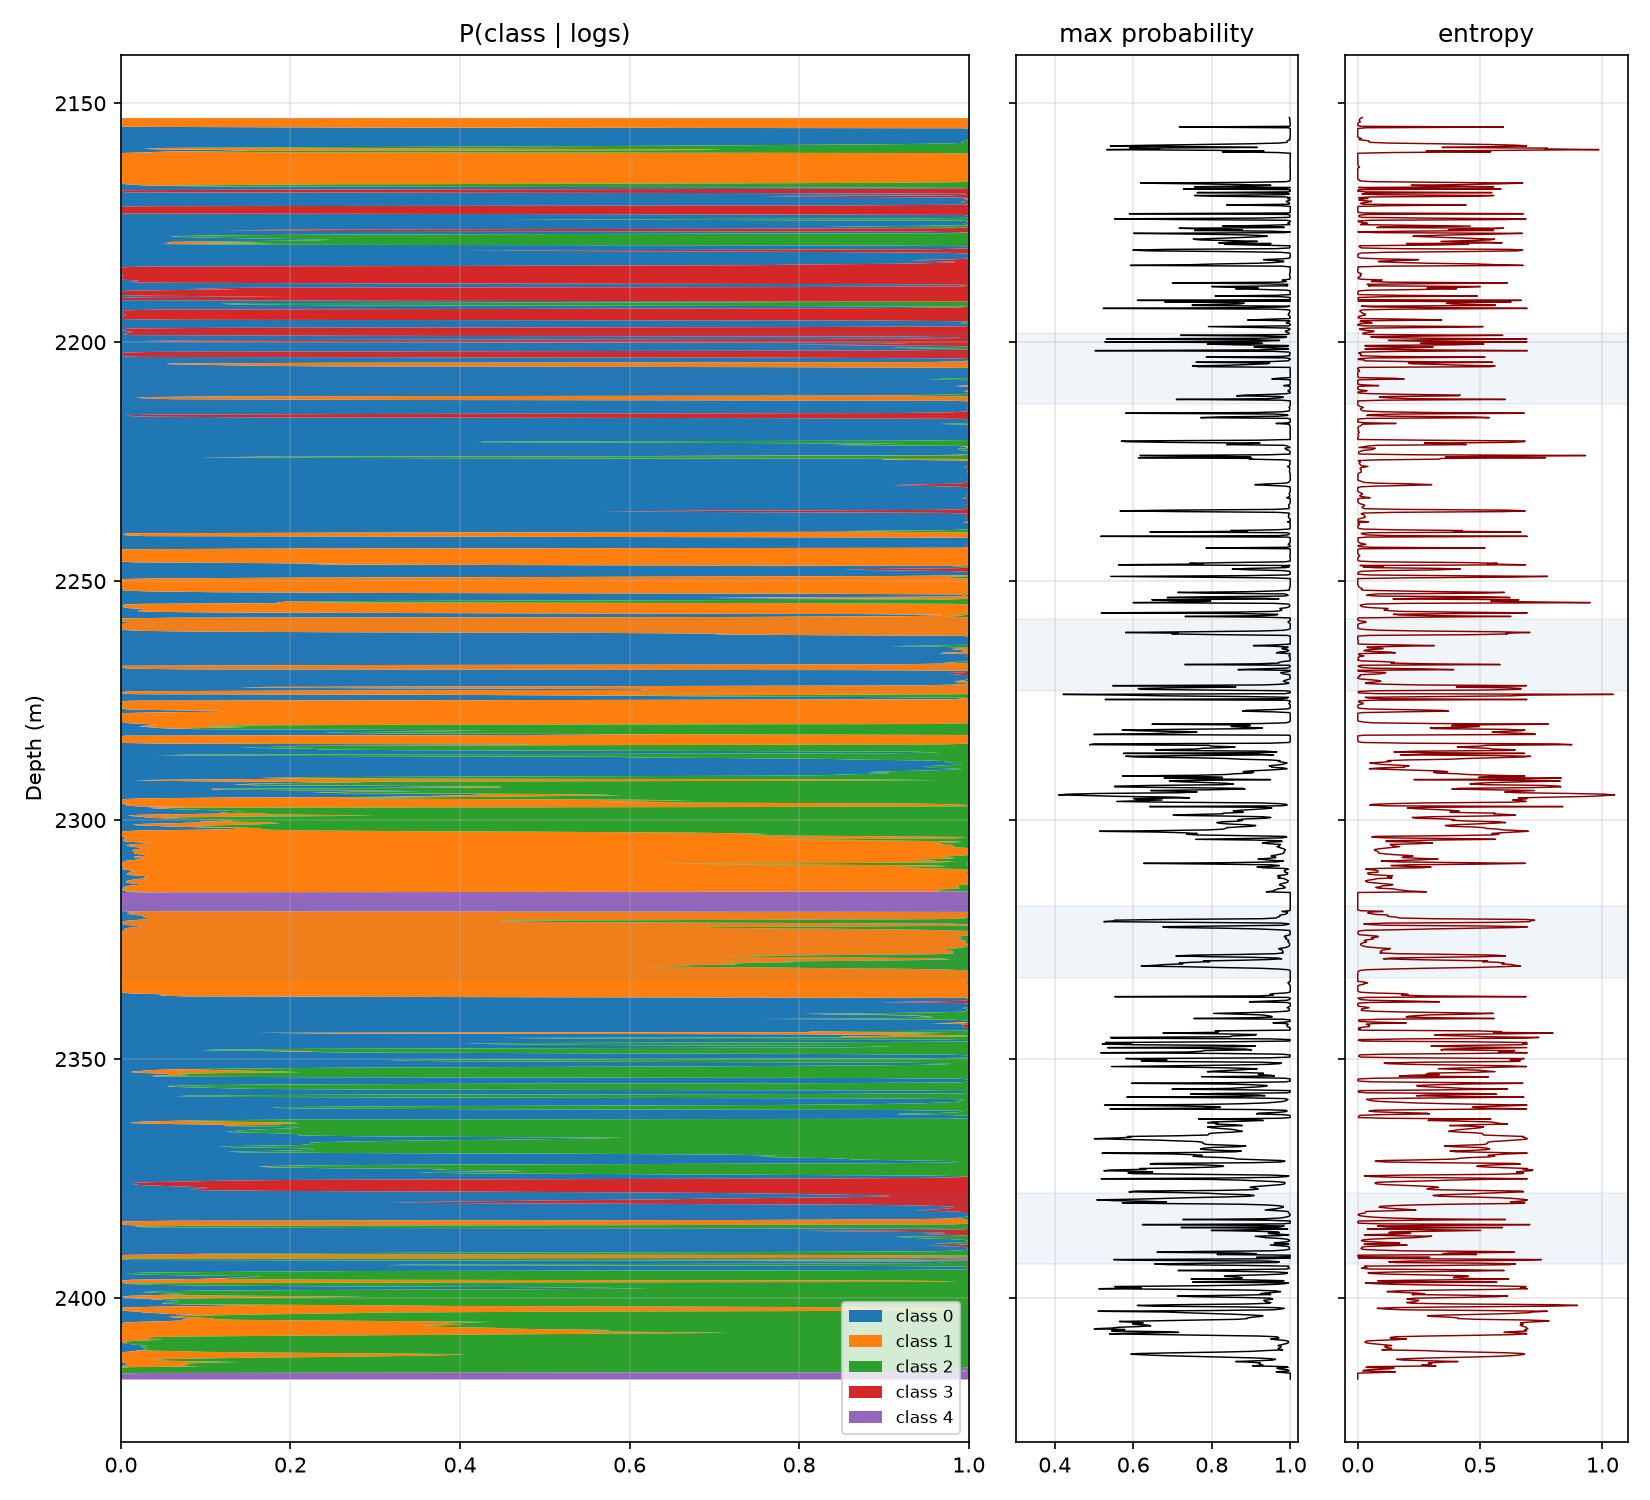 P(class | logs)
max probability
entropy
Depth (m)
2150
2200
2250
2300
2350
2400
class 0
class 1
class 2
class 3
class 4
0.0 0.2 0.4 0.6 0.8 1.0
0.4 0.6 0.8 1.0
0.0 0.5 1.0